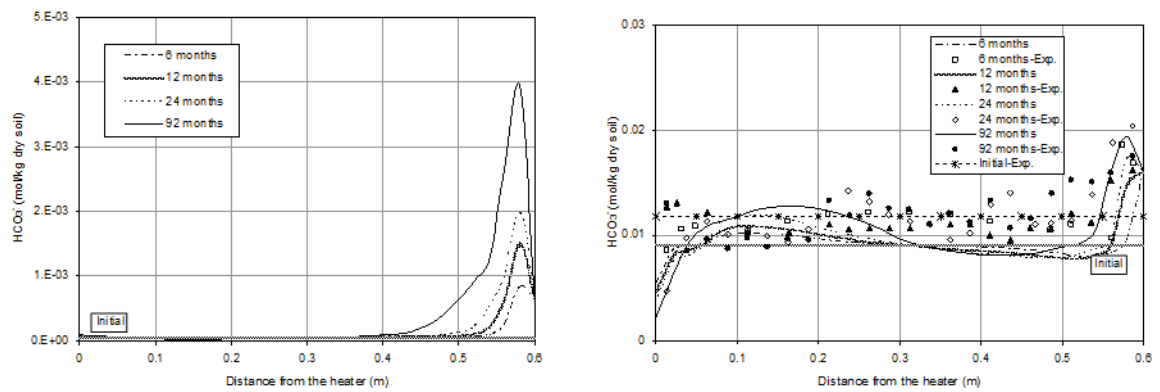 5.E-03
4.E-03
3.E-03
2.E-03
1.E-03
0.E+00
HCO₃⁻ (mol/kg dry soil)
6 months
12 months
24 months
92 months
Initial
0 0.1 0.2 0.3 0.4 0.5 0.6
Distance from the heater (m)
0.03
0.02
0.01
0.00
HCO₃⁻ (mol/kg dry soil)
6 months
6 months-Exp.
12 months
12 months-Exp.
24 months
24 months-Exp.
92 months
92 months-Exp.
Initial-Exp.
Initial
0 0.1 0.2 0.3 0.4 0.5 0.6
Distance from the heater (m)